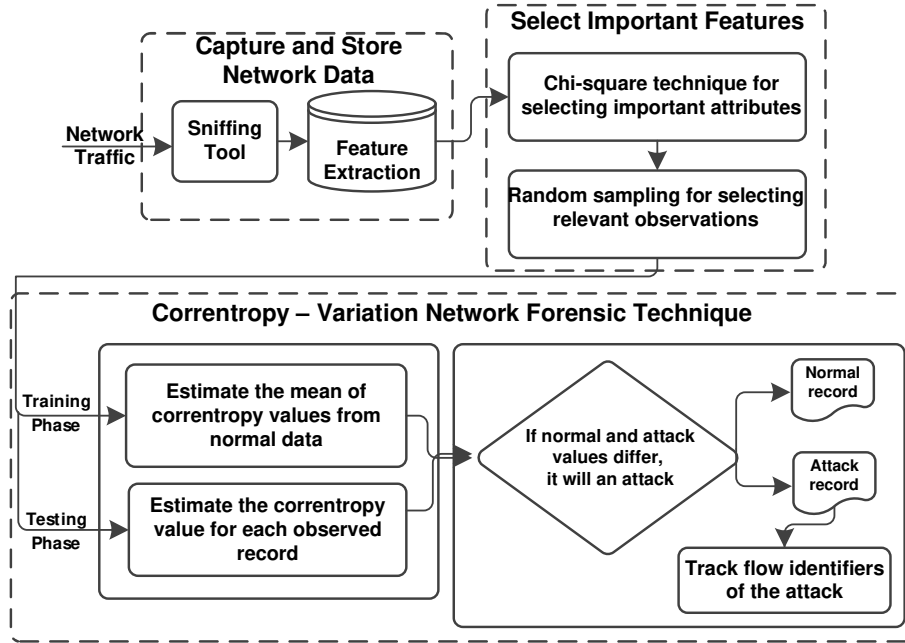 Capture and Store
Network Data
Network
Traffic
Sniffing
Tool
Feature
Extraction
Select Important Features
Chi-square technique for
selecting important attributes
Random sampling for selecting
relevant observations
Correntropy – Variation Network Forensic Technique
Training
Phase
Estimate the mean of
correntropy values from
normal data
Testing
Phase
Estimate the correntropy
value for each observed
record
If normal and attack
values differ,
it will an attack
Normal
record
Attack
record
Track flow identifiers
of the attack